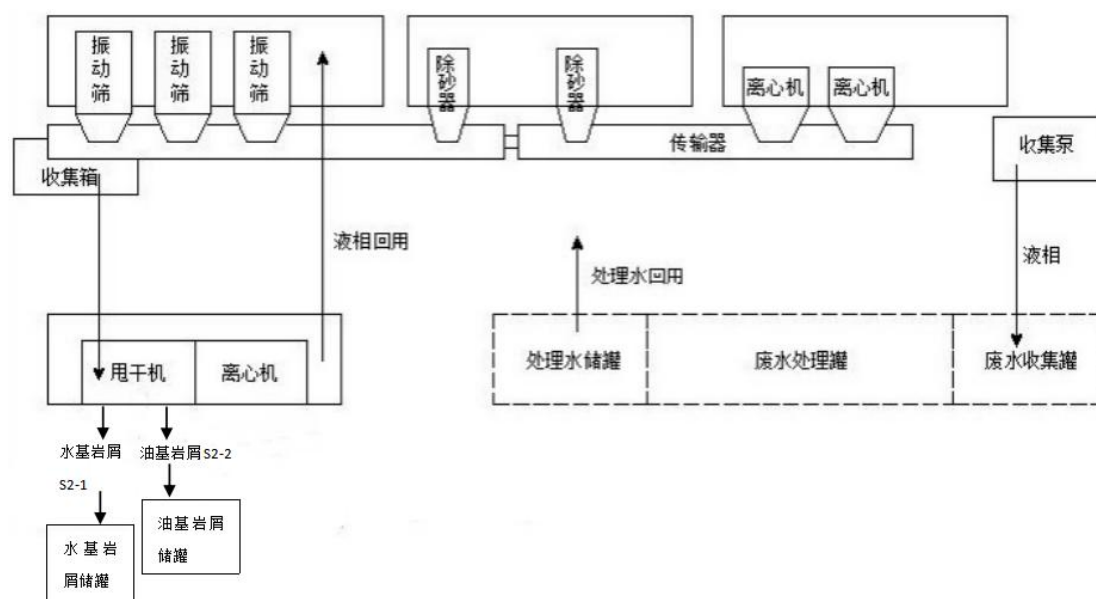 振动筛
振动筛
振动筛
除砂器
除砂器
离心机
离心机
传输器
收集泵
收集箱
液相回用
处理水回用
液相
甩干机
离心机
处理水储罐
废水处理罐
废水收集罐
水基岩屑
S2-1
油基岩屑S2-2
水基岩
屑储罐
油基岩屑
储罐